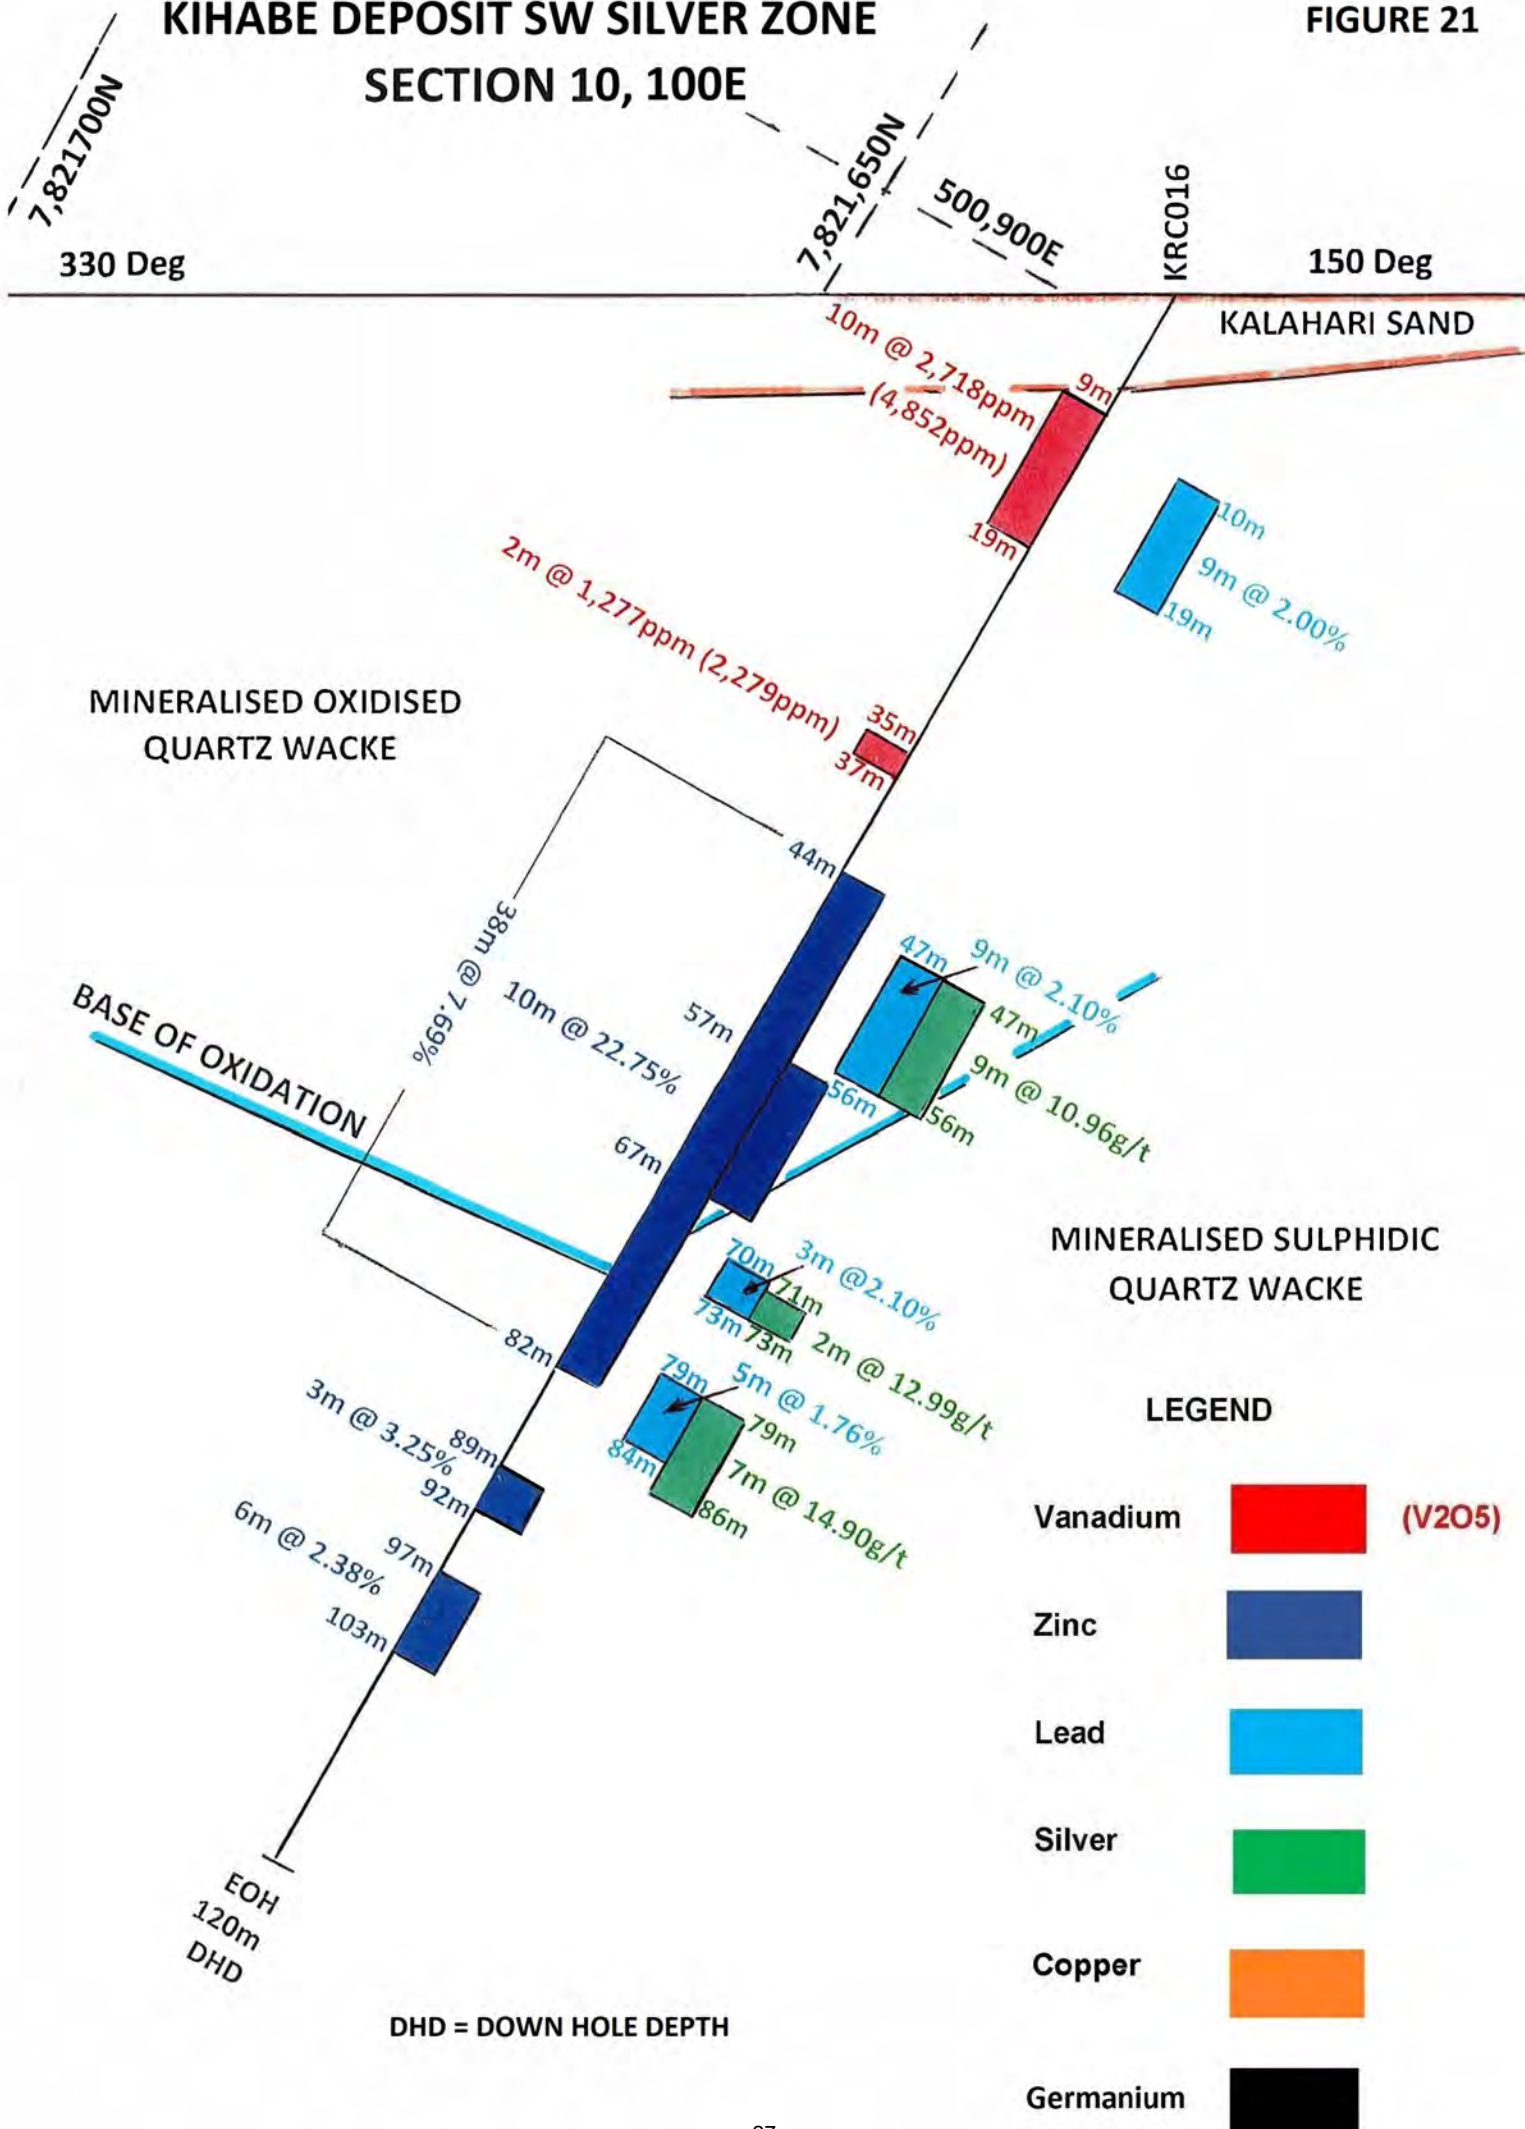 KIHABE DEPOSIT SW SILVER ZONE
SECTION 10, 100E
FIGURE 21
7,821700N
7,821,650N
500,900E
KRC016
330 Deg
150 Deg
KALAHARI SAND
10m @ 2,718ppm
(4,852ppm)
9m
19m
10m
9m @ 2.00%
19m
2m @ 1,277ppm (2,279ppm)
35m
37m
MINERALISED OXIDISED
QUARTZ WACKE
44m
38m @ 7.69%
57m
10m @ 22.75%
67m
47m
9m @ 2.10%
47m
9m @ 10.96g/t
56m
56m
BASE OF OXIDATION
MINERALISED SULPHIDIC
QUARTZ WACKE
70m
3m @2.10%
71m
73m
73m
2m @ 12.99g/t
82m
79m
5m @ 1.76%
79m
84m
7m @ 14.90g/t
86m
3m @ 3.25%
89m
92m
6m @ 2.38%
97m
103m
EOH
120m
DHD
DHD = DOWN HOLE DEPTH
LEGEND
Vanadium
(V2O5)
Zinc
Lead
Silver
Copper
Germanium